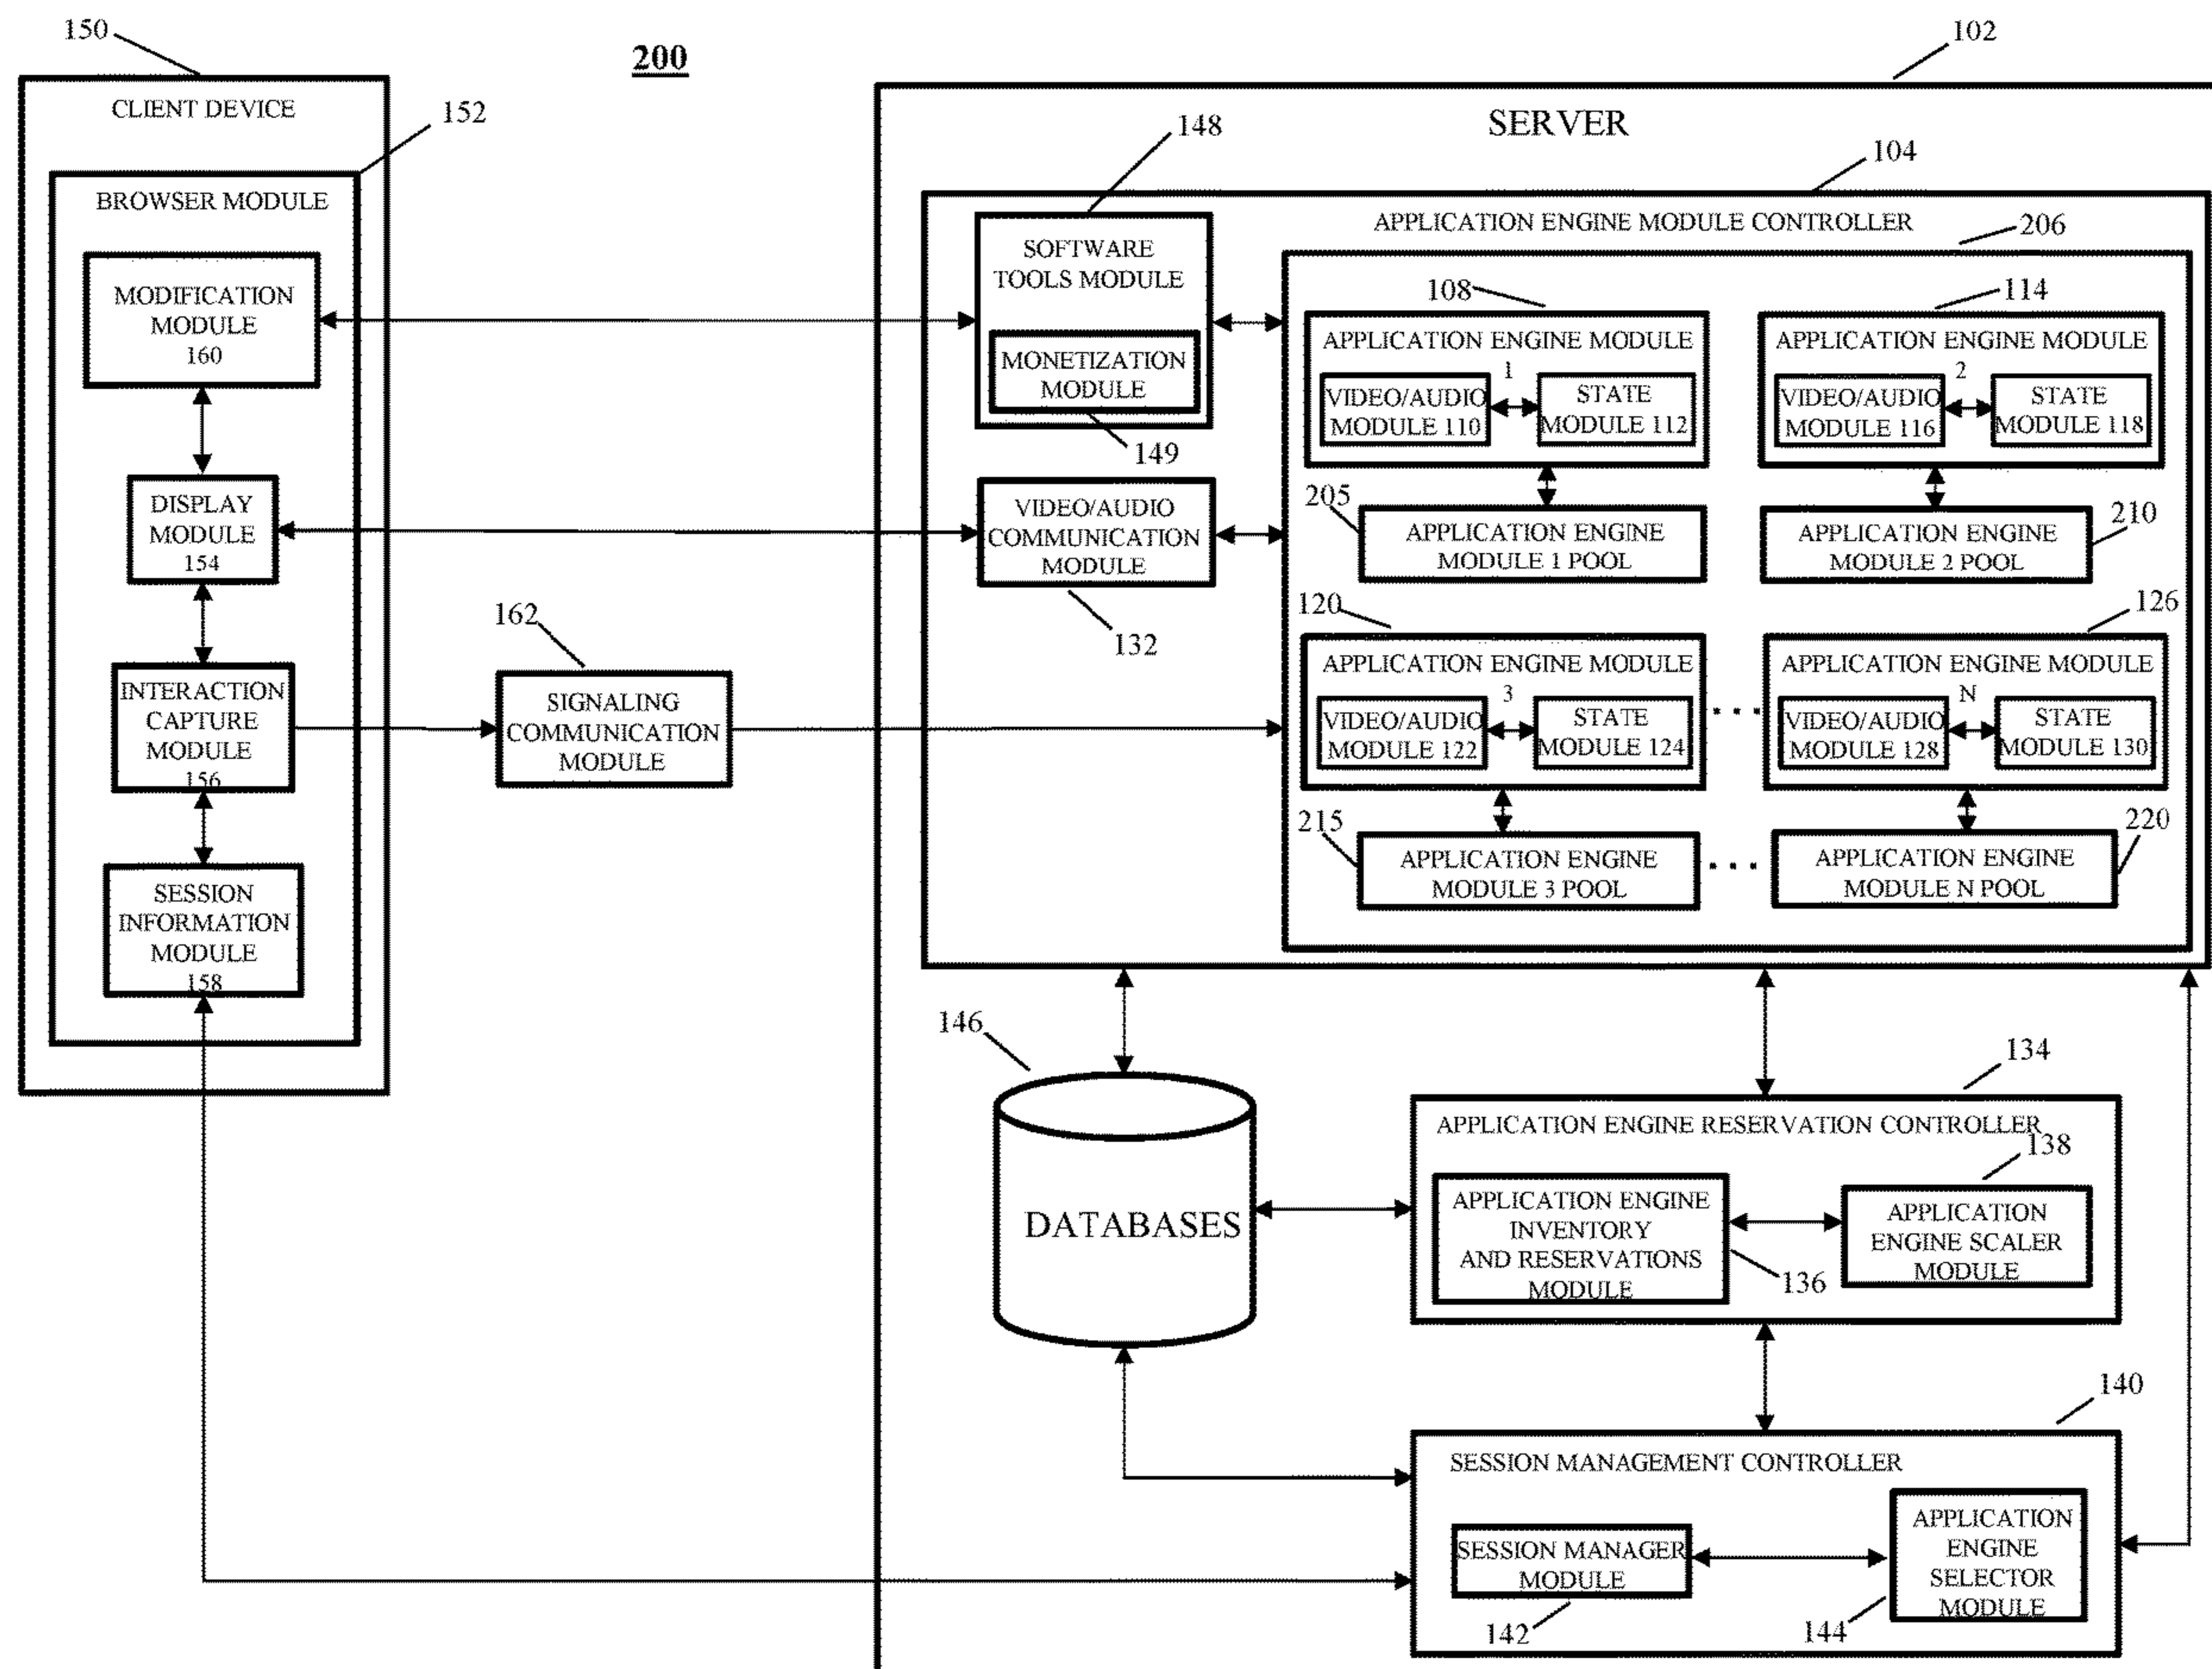 150
200
102
CLIENT DEVICE
152
BROWSER MODULE
MODIFICATION
MODULE
160
DISPLAY
MODULE
154
INTERACTION
CAPTURE
MODULE
156
SESSION
INFORMATION
MODULE
158
162
SIGNALING
COMMUNICATION
MODULE
SERVER
148
104
APPLICATION ENGINE MODULE CONTROLLER
206
SOFTWARE
TOOLS MODULE
MONETIZATION
MODULE
149
VIDEO/AUDIO
COMMUNICATION
MODULE
132
108
APPLICATION ENGINE MODULE
1
VIDEO/AUDIO
MODULE 110
STATE
MODULE 112
114
APPLICATION ENGINE MODULE
2
VIDEO/AUDIO
MODULE 116
STATE
MODULE 118
205
APPLICATION ENGINE
MODULE 1 POOL
210
APPLICATION ENGINE
MODULE 2 POOL
120
APPLICATION ENGINE MODULE
3
VIDEO/AUDIO
MODULE 122
STATE
MODULE 124
. . .
126
APPLICATION ENGINE MODULE
N
VIDEO/AUDIO
MODULE 128
STATE
MODULE 130
215
APPLICATION ENGINE
MODULE 3 POOL
. . .
220
APPLICATION ENGINE
MODULE N POOL
146
DATABASES
134
APPLICATION ENGINE RESERVATION CONTROLLER
138
APPLICATION ENGINE
INVENTORY
AND RESERVATIONS
MODULE
136
APPLICATION
ENGINE SCALER
MODULE
140
SESSION MANAGEMENT CONTROLLER
SESSION MANAGER
MODULE
142
APPLICATION
ENGINE
SELECTOR
MODULE
144